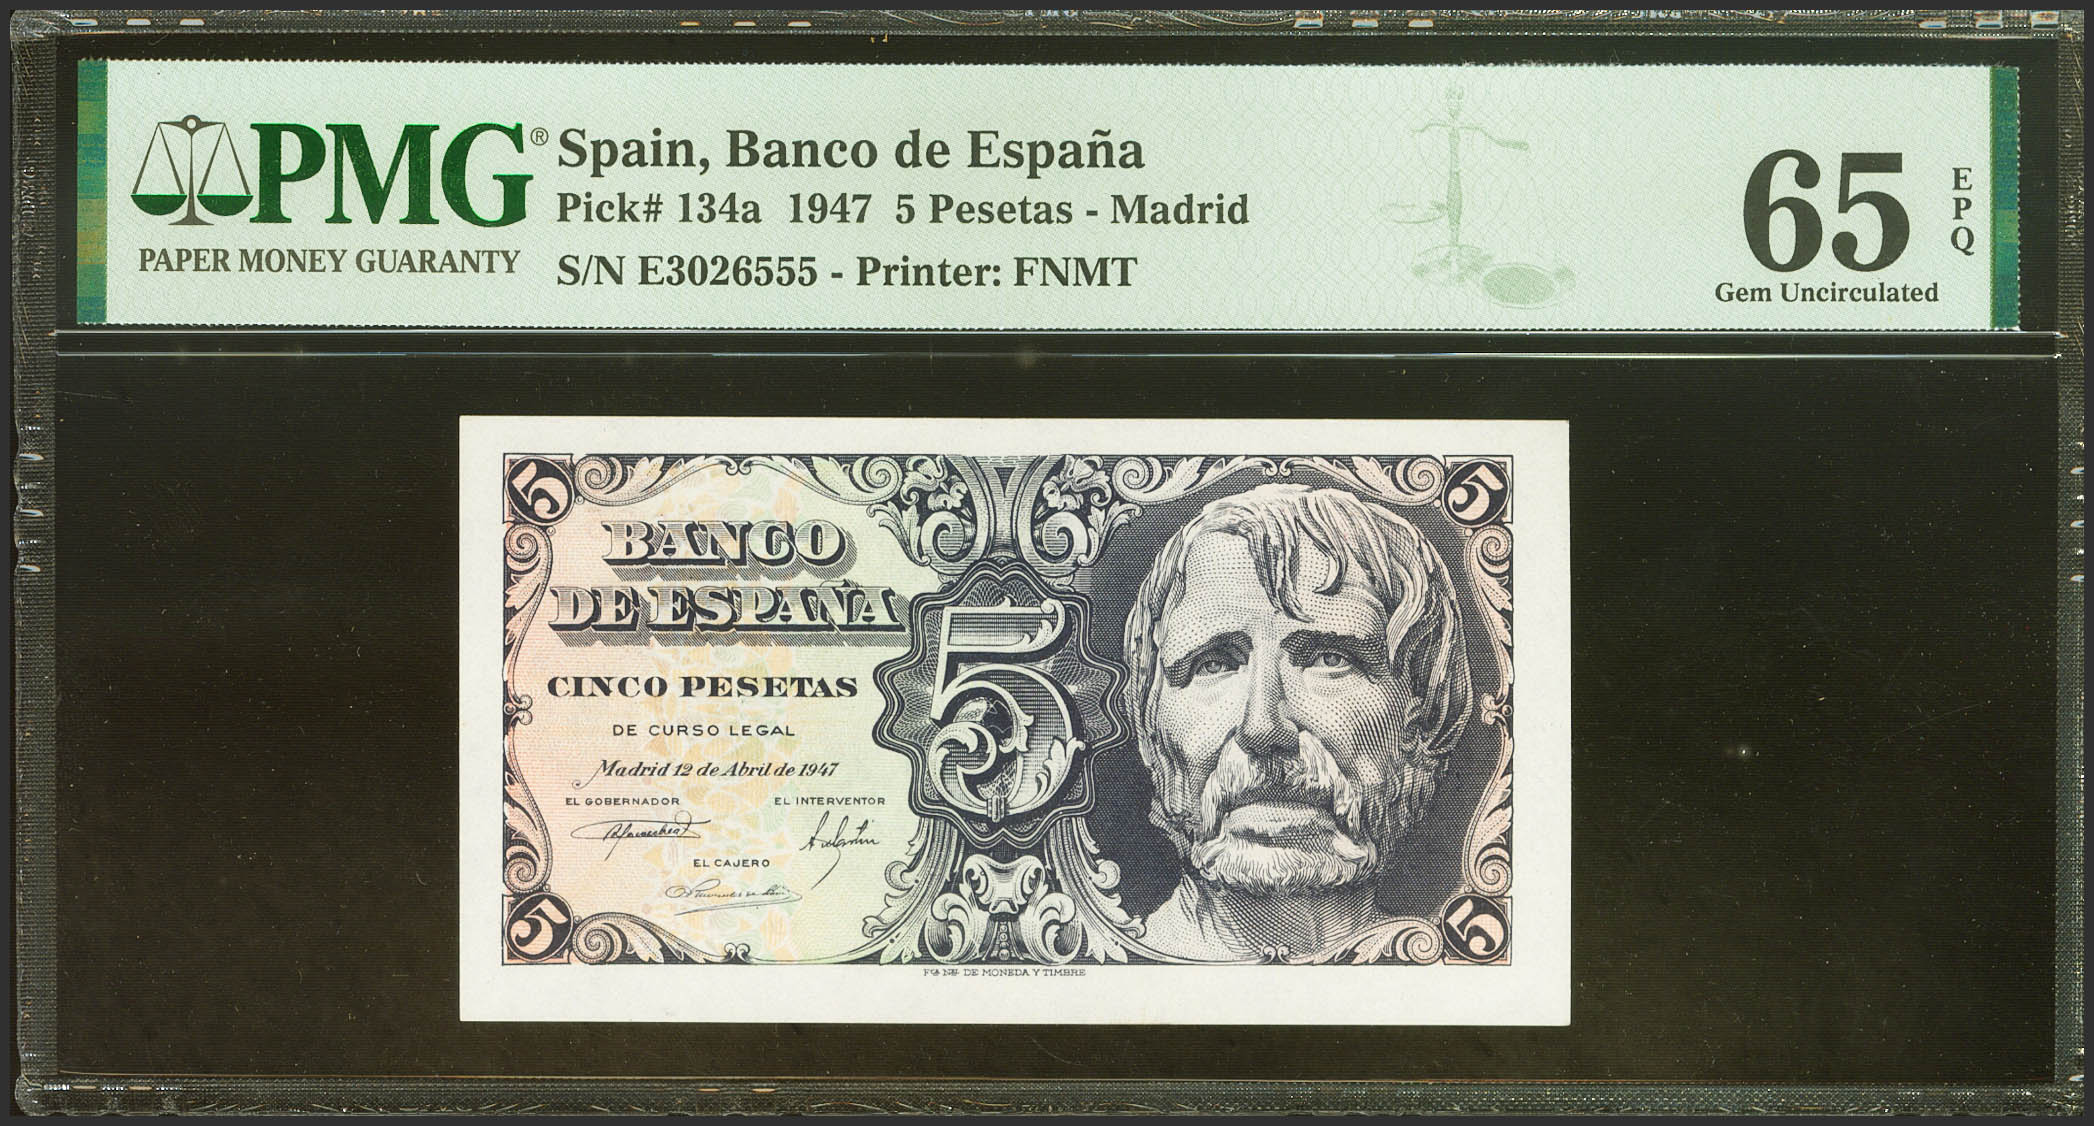 PMG®
PAPER MONEY GUARANTY
Spain, Banco de España
Pick# 134a 1947 5 Pesetas - Madrid
S/N E3026555 - Printer: FNMT
65
EPQ
Gem Uncirculated
5
5
BANCO
DE ESPAÑA
5
CINCO PESETAS
DE CURSO LEGAL
Madrid 12 de Abril de 1947
EL GOBERNADOR
EL INTERVENTOR
EL CAJERO
5
5
DE MONEDA Y TIMBRE